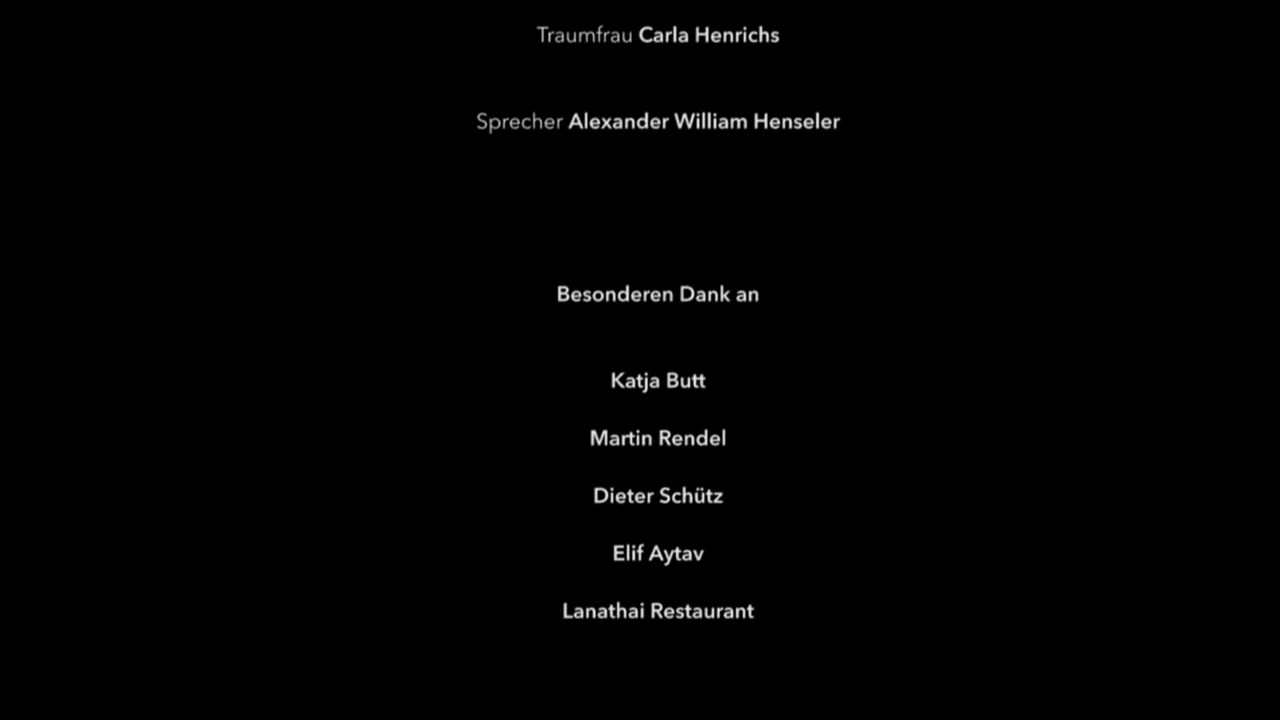 Traumfrau Carla Henrichs
Sprecher Alexander William Henseler
Besonderen Dank an
Katja Butt
Martin Rendel
Dieter Schütz
Elif Aytav
Lanathai Restaurant